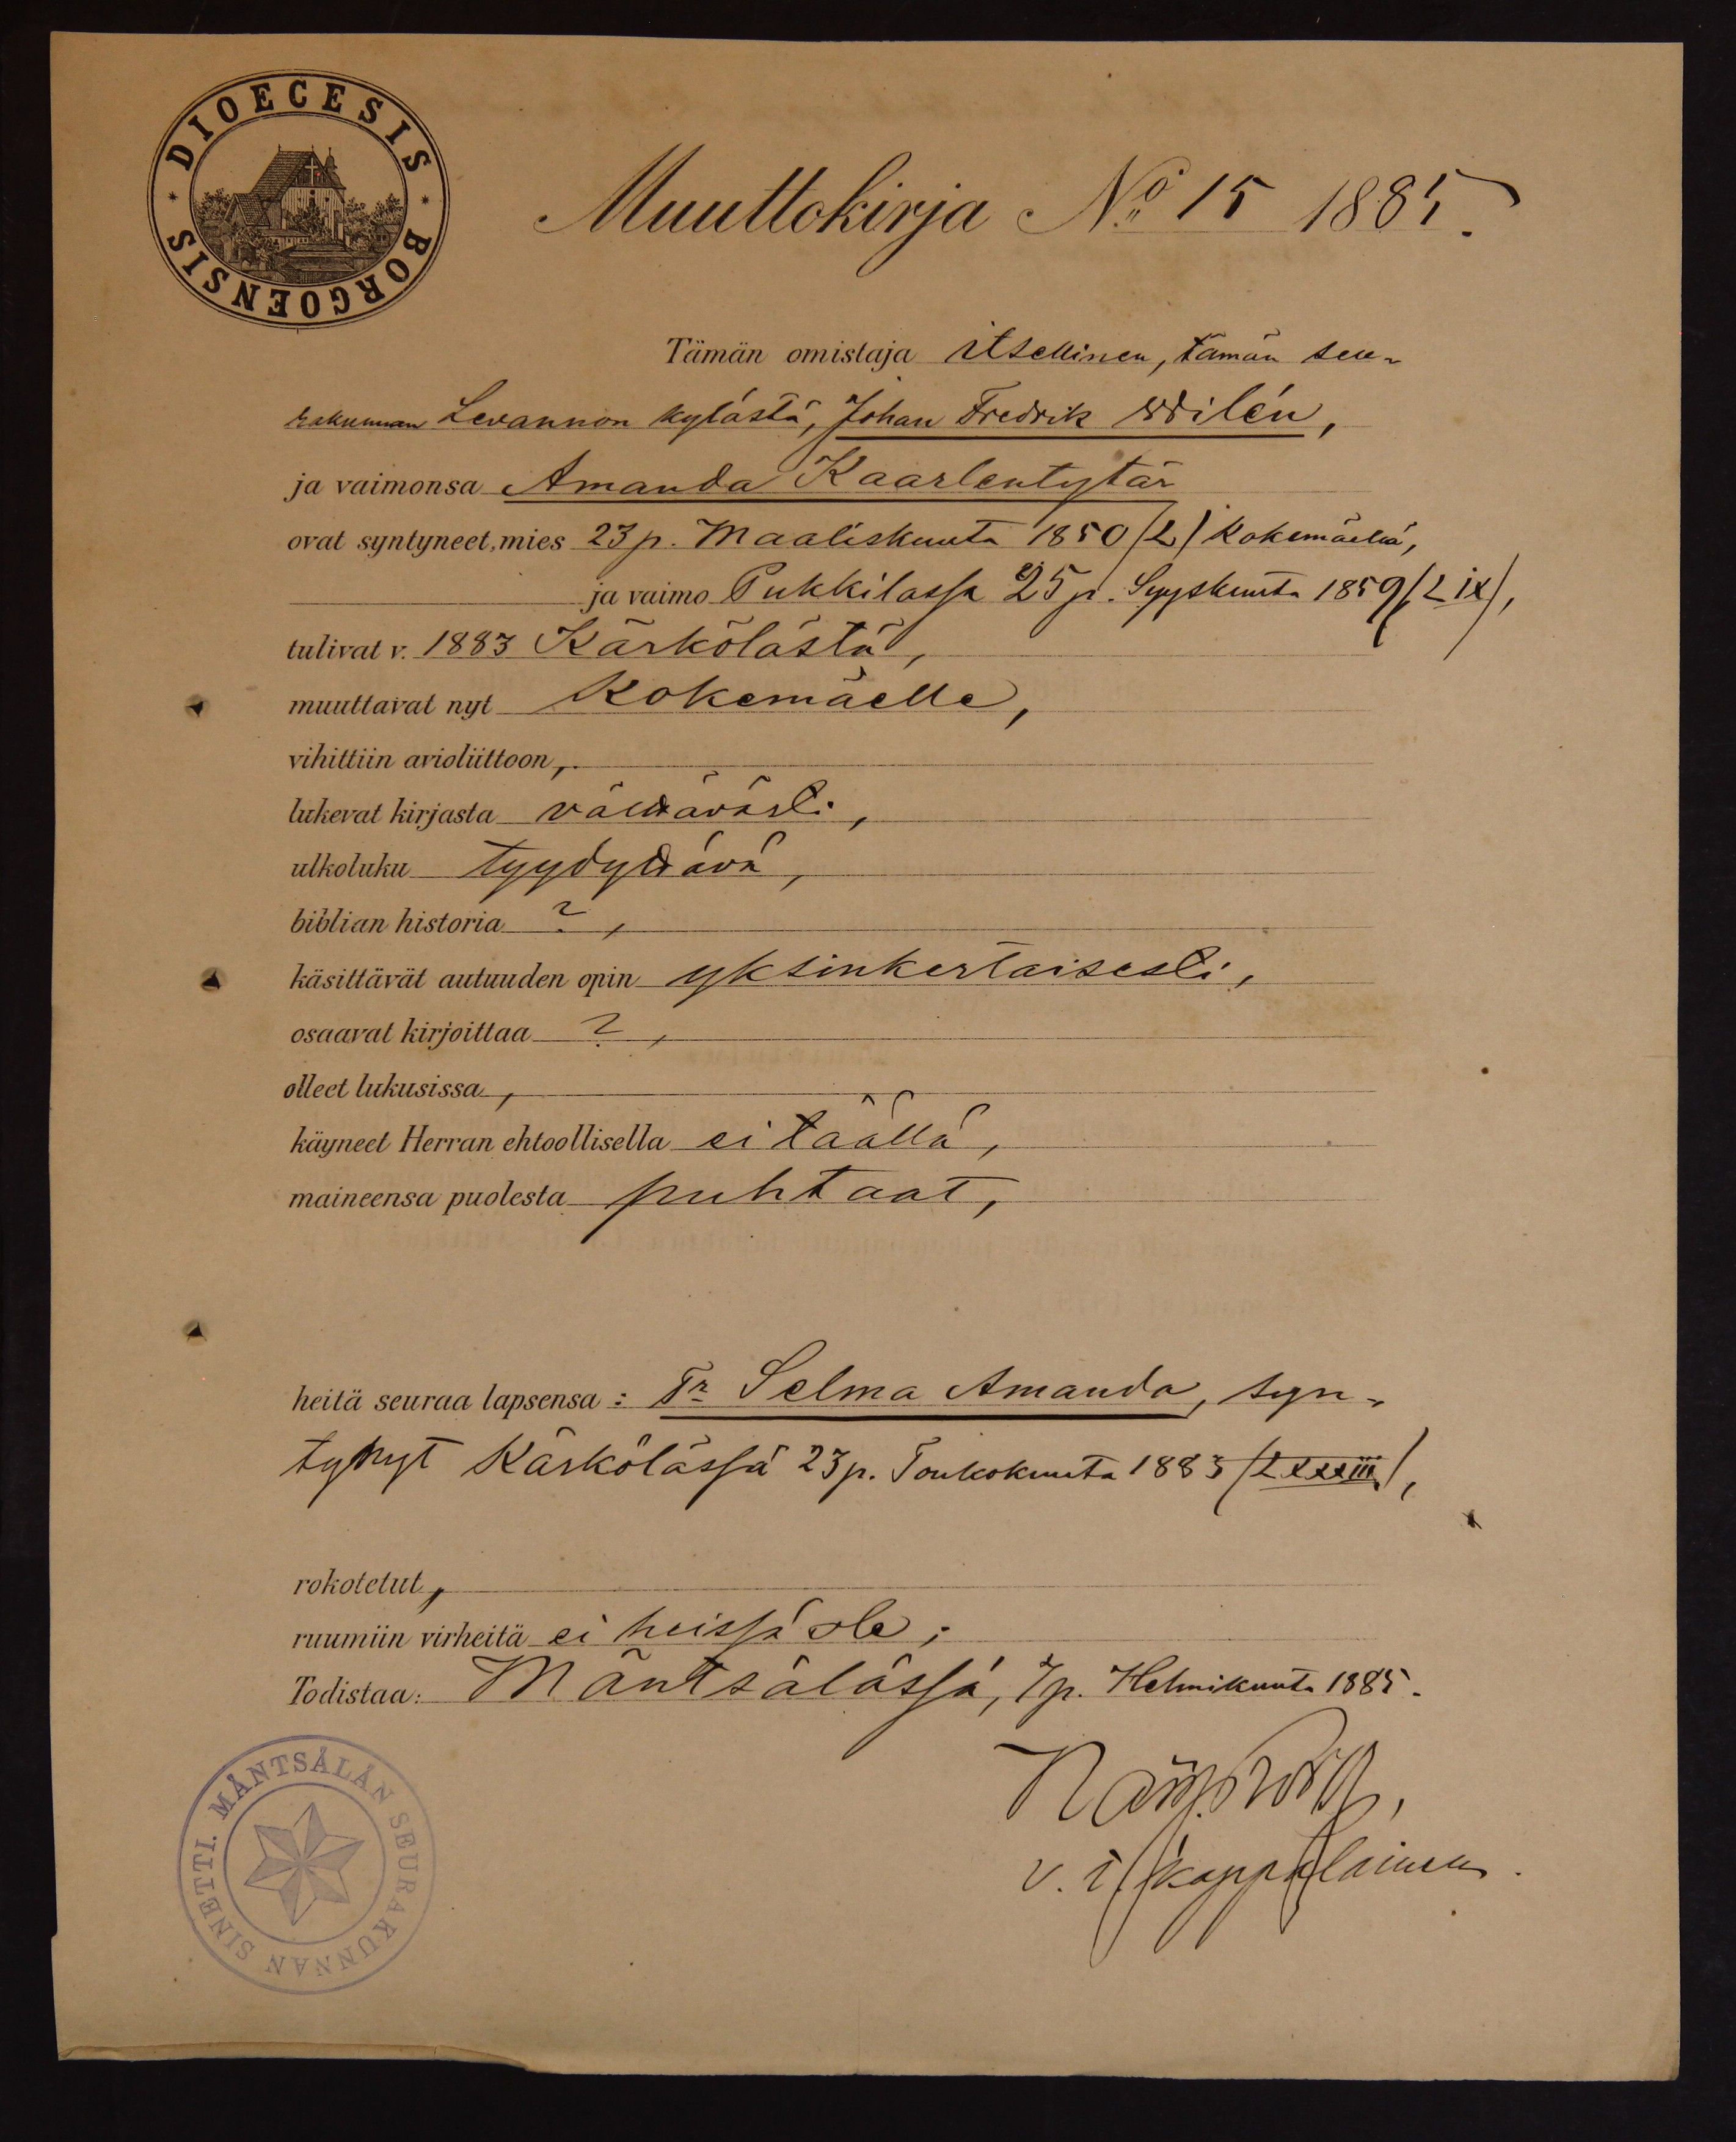 DIOECESIS BORGOENSIS
Muuttokirja No 15 1885.
Tämän omistaja itsellinen, tämän seu-
rakunnan Levannon kylästä, Johan Fredrik Wilén,
ja vaimonsa Amanda Kaarlentytär
ovat syntyneet, mies 23 p. Maaliskuuta 1850 (L) Kokemäellä,
ja vaimo Pukkilassa 25 p. Syyskuuta 1859 (Lix),
tulivat v. 1883 Kärkölästä,
muuttavat nyt Kokemäelle,
vihittiin avioliittoon,
lukevat kirjasta välttävästi,
ulkoluku tyydyttävä,
biblian historia ?,
käsittävät autuuden opin yksinkertaisesti,
osaavat kirjoittaa ?,
olleet lukusissa,
käyneet Herran ehtoollisella ei täällä,
maineensa puolesta puhtaat,
heitä seuraa lapsensa: Tr Selma Amanda, syn-
tynyt Kärkölässä 23 p. Toukokuuta 1883 (Lxxxiii),
rokotetut,
ruumiin virheitä ei heissä ole;
Todistaa: Mäntsälässä, 7 p. Helmikuuta 1885.
v. t. kappalainen.
MÄNTSÄLÄN SEURAKUNNAN SINETTI.